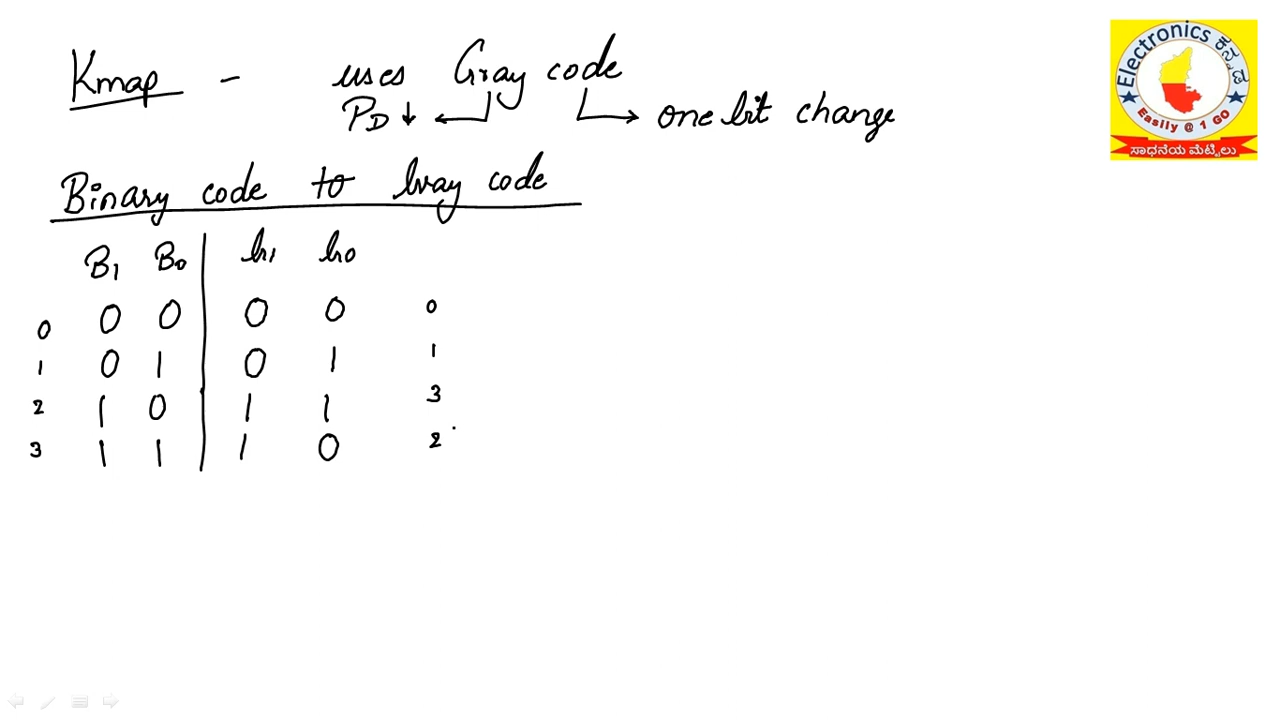 Kmap - uses Gray code
PD ↓ ← → one bit change
Binary code to Gray code
B1 B0 G1 G0
0 0 0 0 0 0
1 0 1 0 1 1
2 1 0 1 1 3
3 1 1 1 0 2
Electronics ಕನ್ನಡ
Easily @ 1 GO
ಸಾಧನೆಯ ಮೆಟ್ಟಿಲು